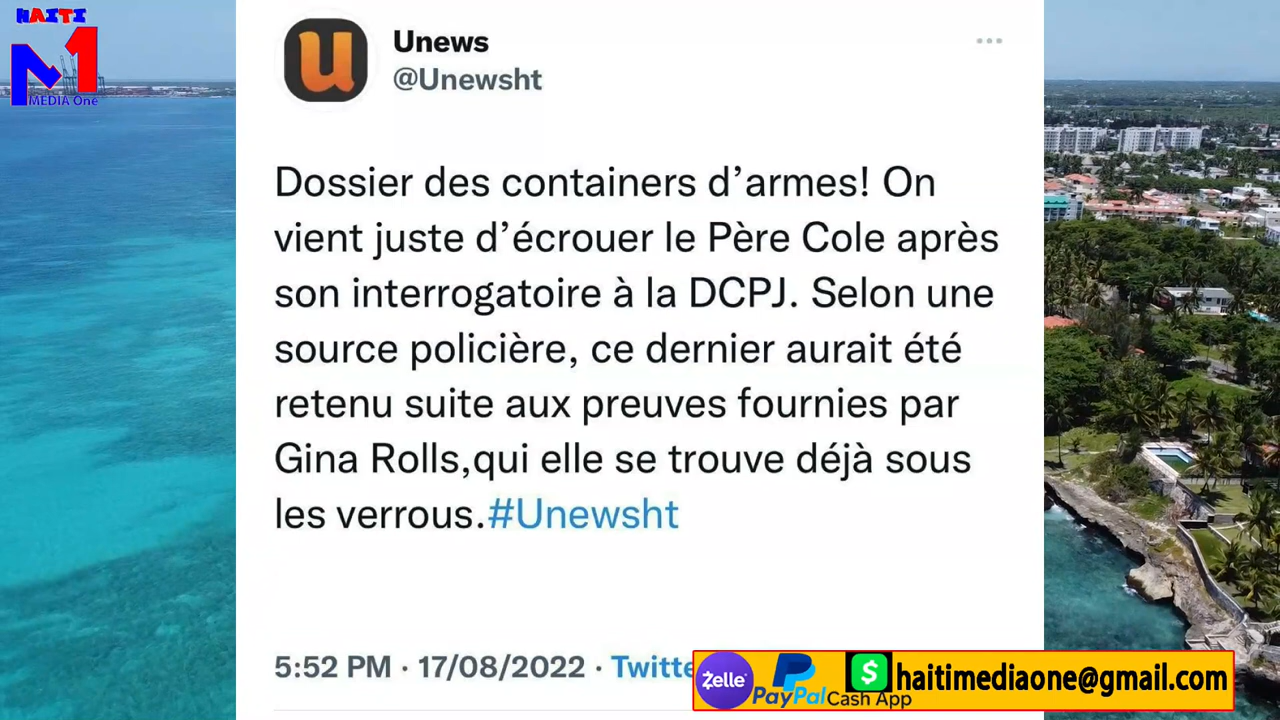 HAITI
M1
MEDIA One
u
Unews
@Unewsht
Dossier des containers d’armes! On
vient juste d’écrouer le Père Cole après
son interrogatoire à la DCPJ. Selon une
source policière, ce dernier aurait été
retenu suite aux preuves fournies par
Gina Rolls,qui elle se trouve déjà sous
les verrous.#Unewsht
5:52 PM · 17/08/2022 · Twitte
Zelle
PayPal
$
Cash App
haitimediaone@gmail.com